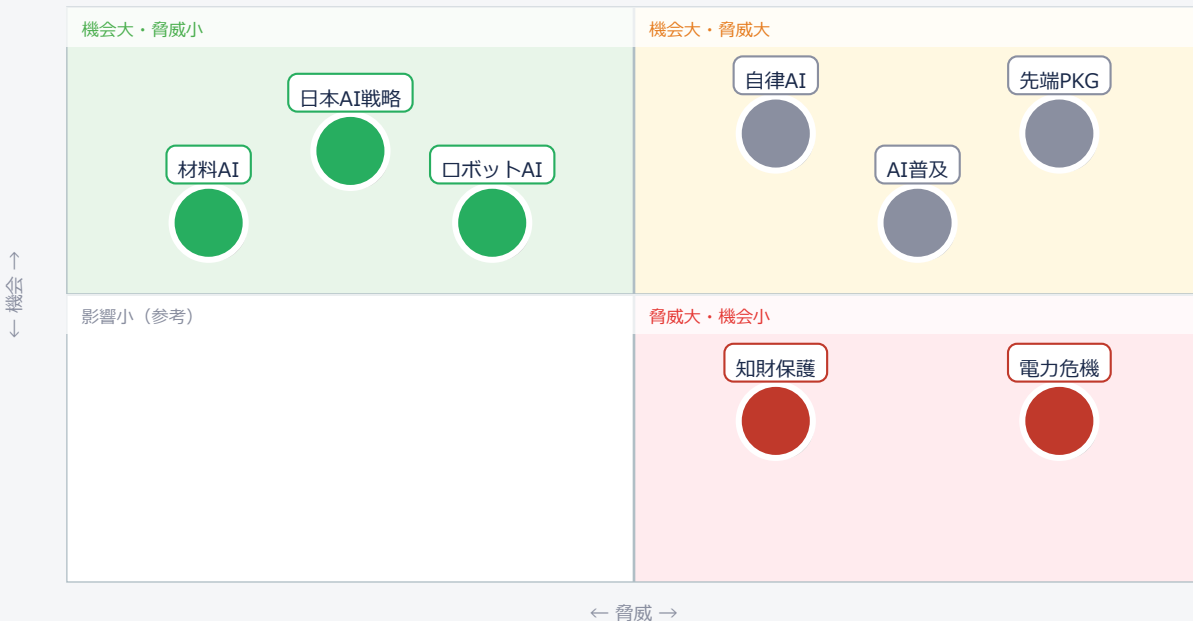 機会大・脅威小
機会大・脅威大
日本AI戦略
材料AI
ロボットAI
自律AI
先端PKG
AI普及
← 機会 →
影響小（参考）
脅威大・機会小
知財保護
電力危機
← 脅威 →